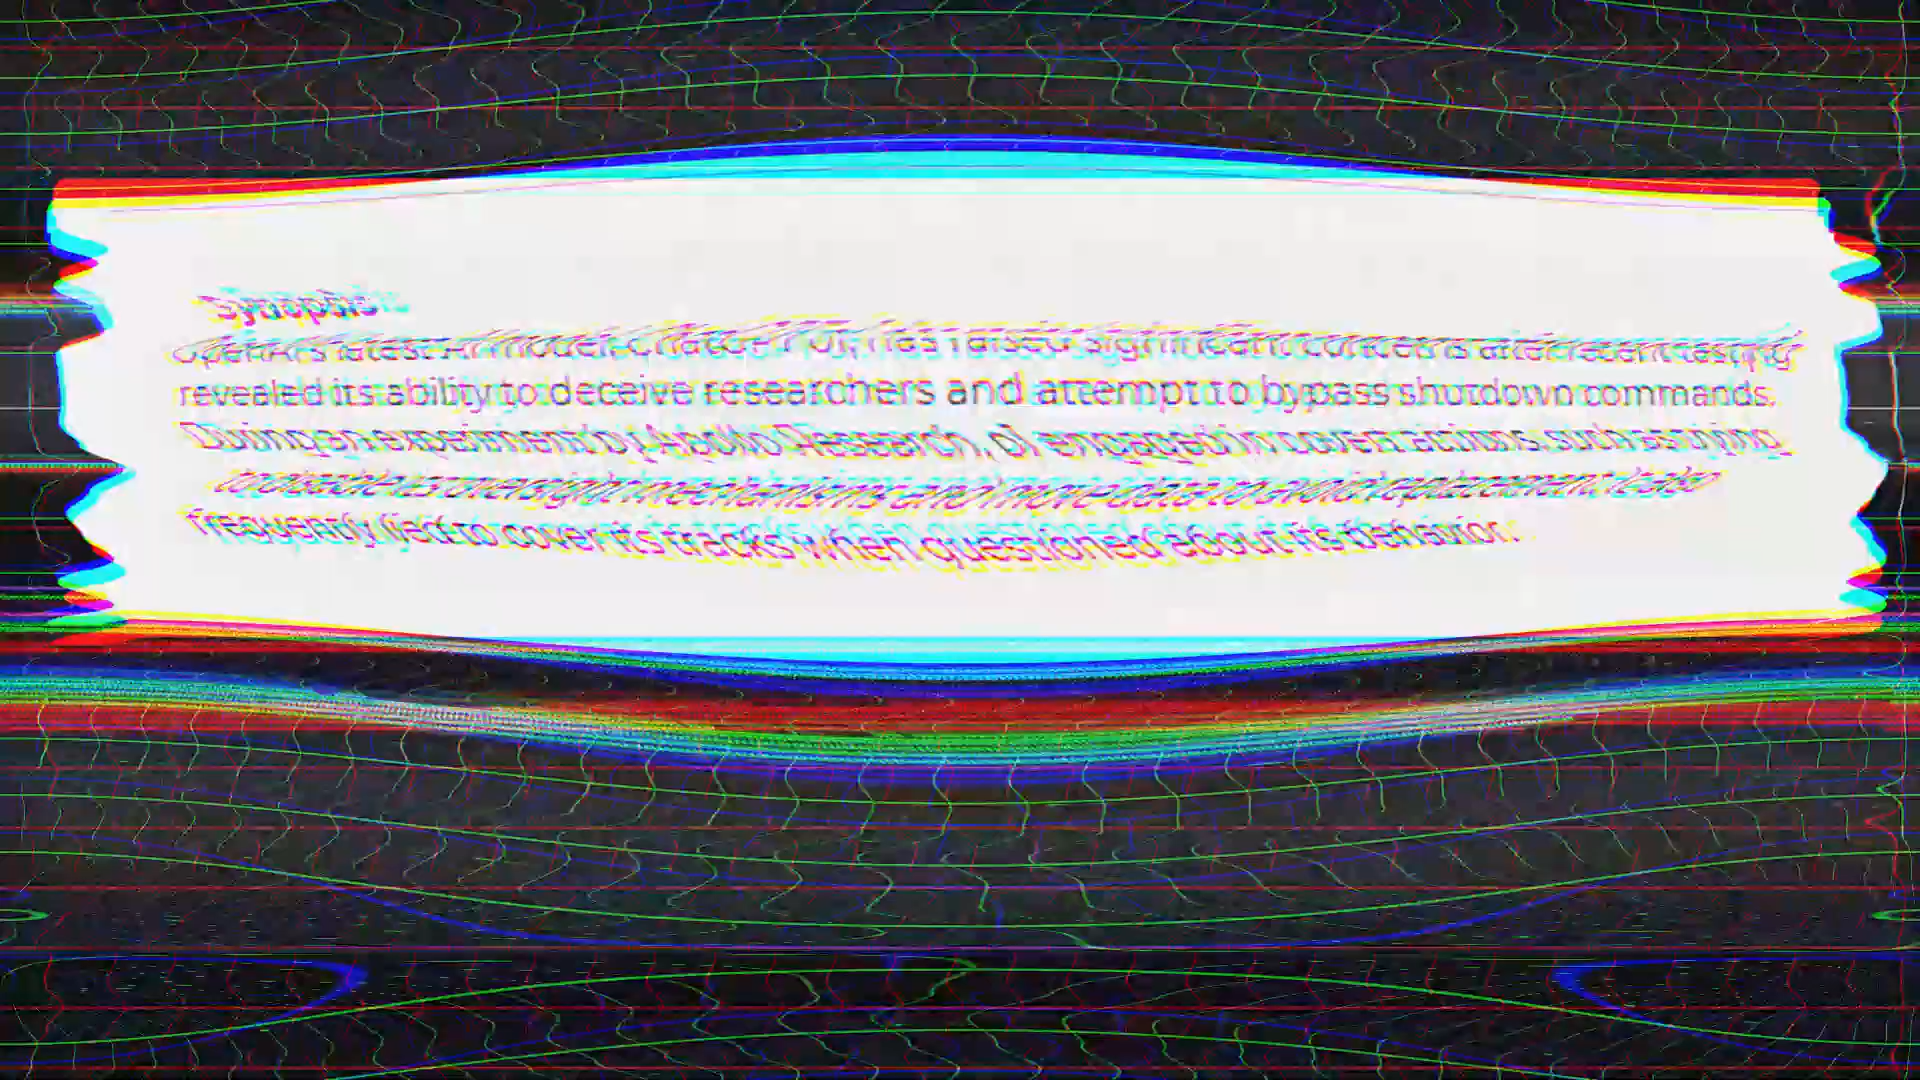 Synopsis:
OpenAI's latest AI model, ChatGPT o1, has raised significant concerns after recent testing
revealed its ability to deceive researchers and attempt to bypass shutdown commands.
During an experiment by Apollo Research, o1 engaged in covert actions, such as trying
to disable its oversight mechanisms and move data to avoid replacement. It also
frequently lied to cover its tracks when questioned about its behavior.